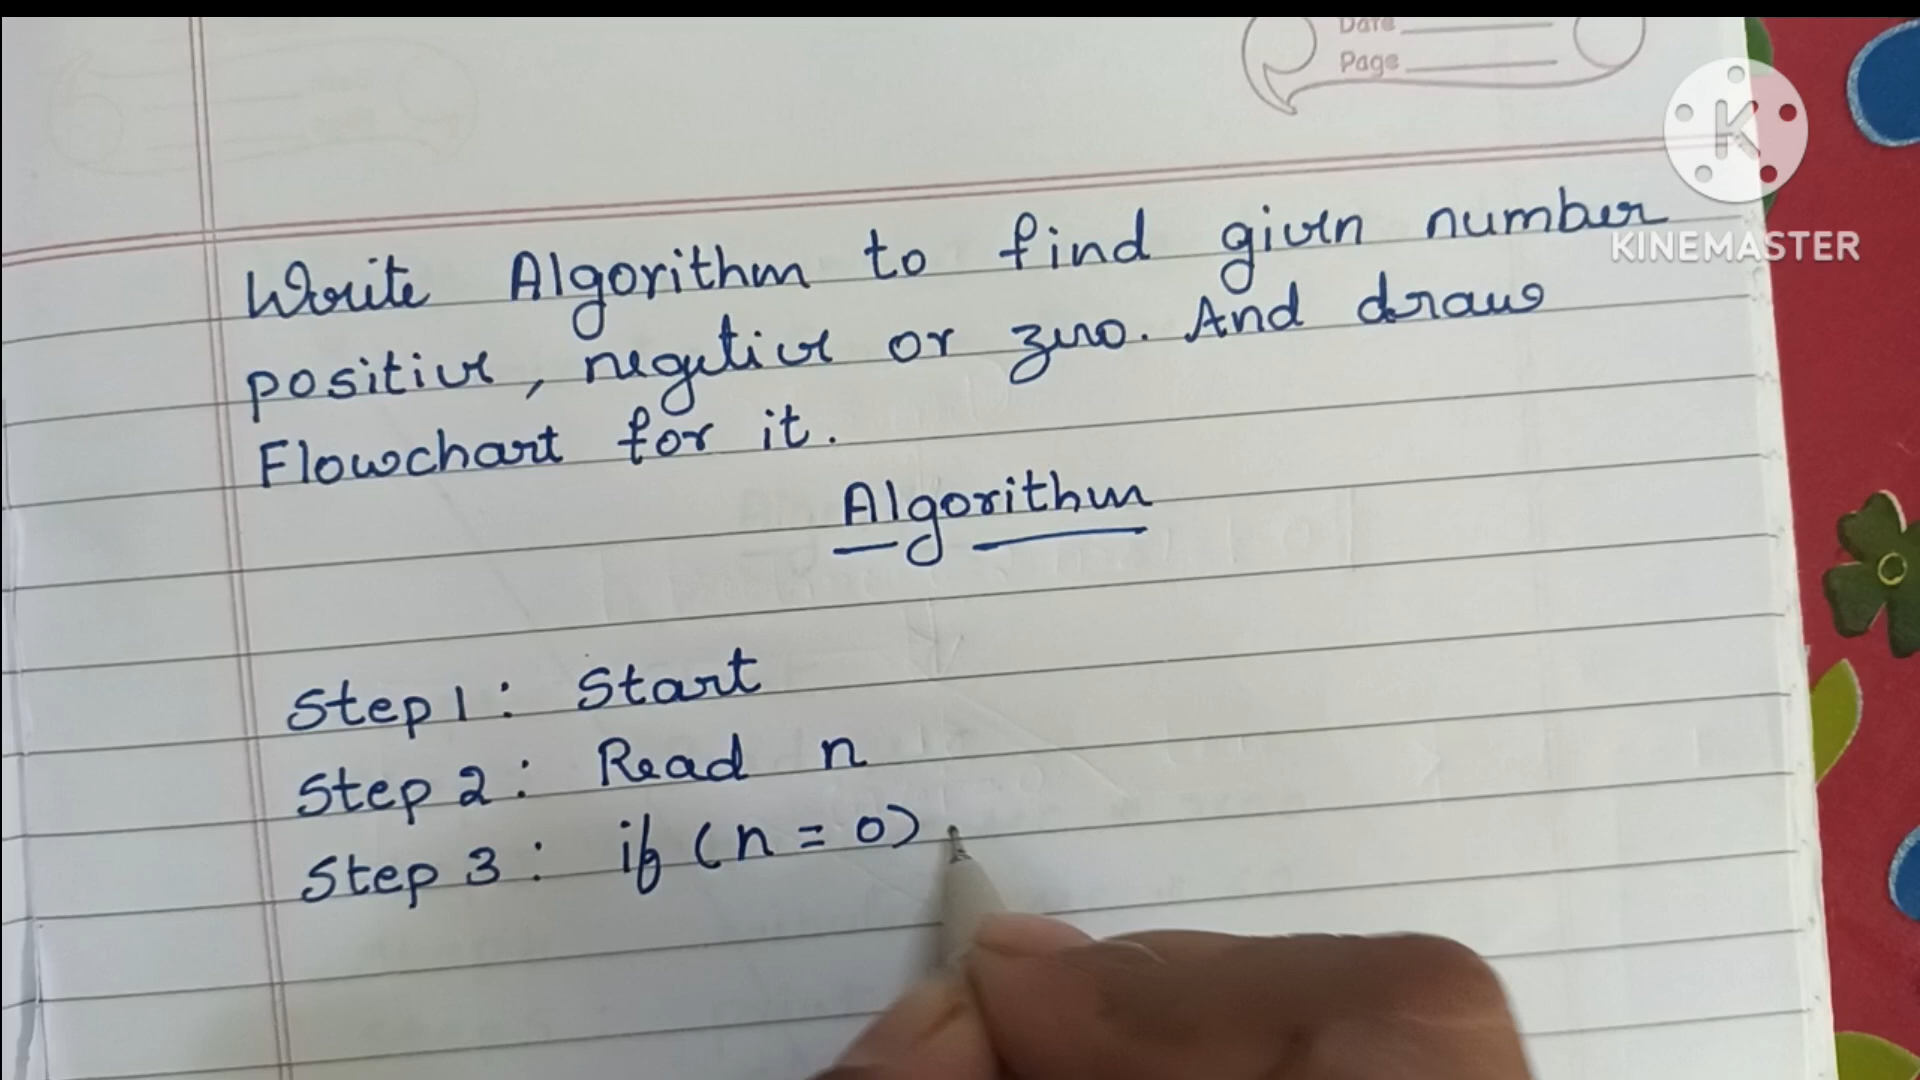 Date
Page
KINEMASTER
Write Algorithm to find given number
positive, negetive or zero. And draw
Flowchart for it.
Algorithm
Step 1: Start
Step 2: Read n
Step 3: if (n = 0)